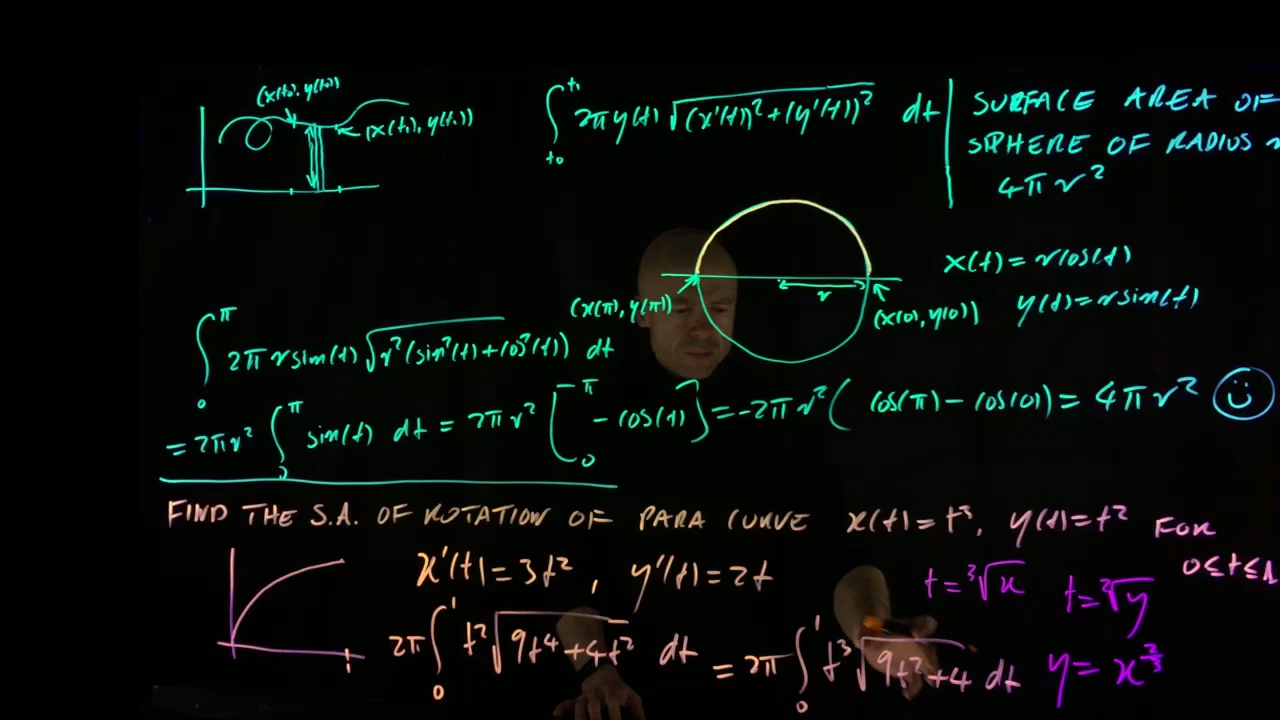 (x(t₀), y(t₀))
(x(t₁), y(t₁))
∫_{t₀}^{t₁} 2π y(t) √((x'(t))² + (y'(t))²) dt
SURFACE AREA OF
SPHERE OF RADIUS r
4πr²
x(t) = r cos(t)
y(t) = r sin(t)
r
(x(π), y(π))
(x(0), y(0))
∫_0^π 2π r sin(t) √(r²(sin²(t) + cos²(t))) dt
= 2πr² ∫_0^π sin(t) dt = 2πr² [-cos(t)]_0^π = -2πr² (cos(π) - cos(0)) = 4πr² ☺
FIND THE S.A. OF ROTATION OF PARA CURVE x(t) = t³, y(t) = t² FOR
0 ≤ t ≤ 1
x'(t) = 3t², y'(t) = 2t
t = ∛x t = ²√y
1
2π ∫_0^1 t² √(9t⁴ + 4t²) dt = 2π ∫_0^1 t³ √(9t² + 4) dt
y = x^{2/3}